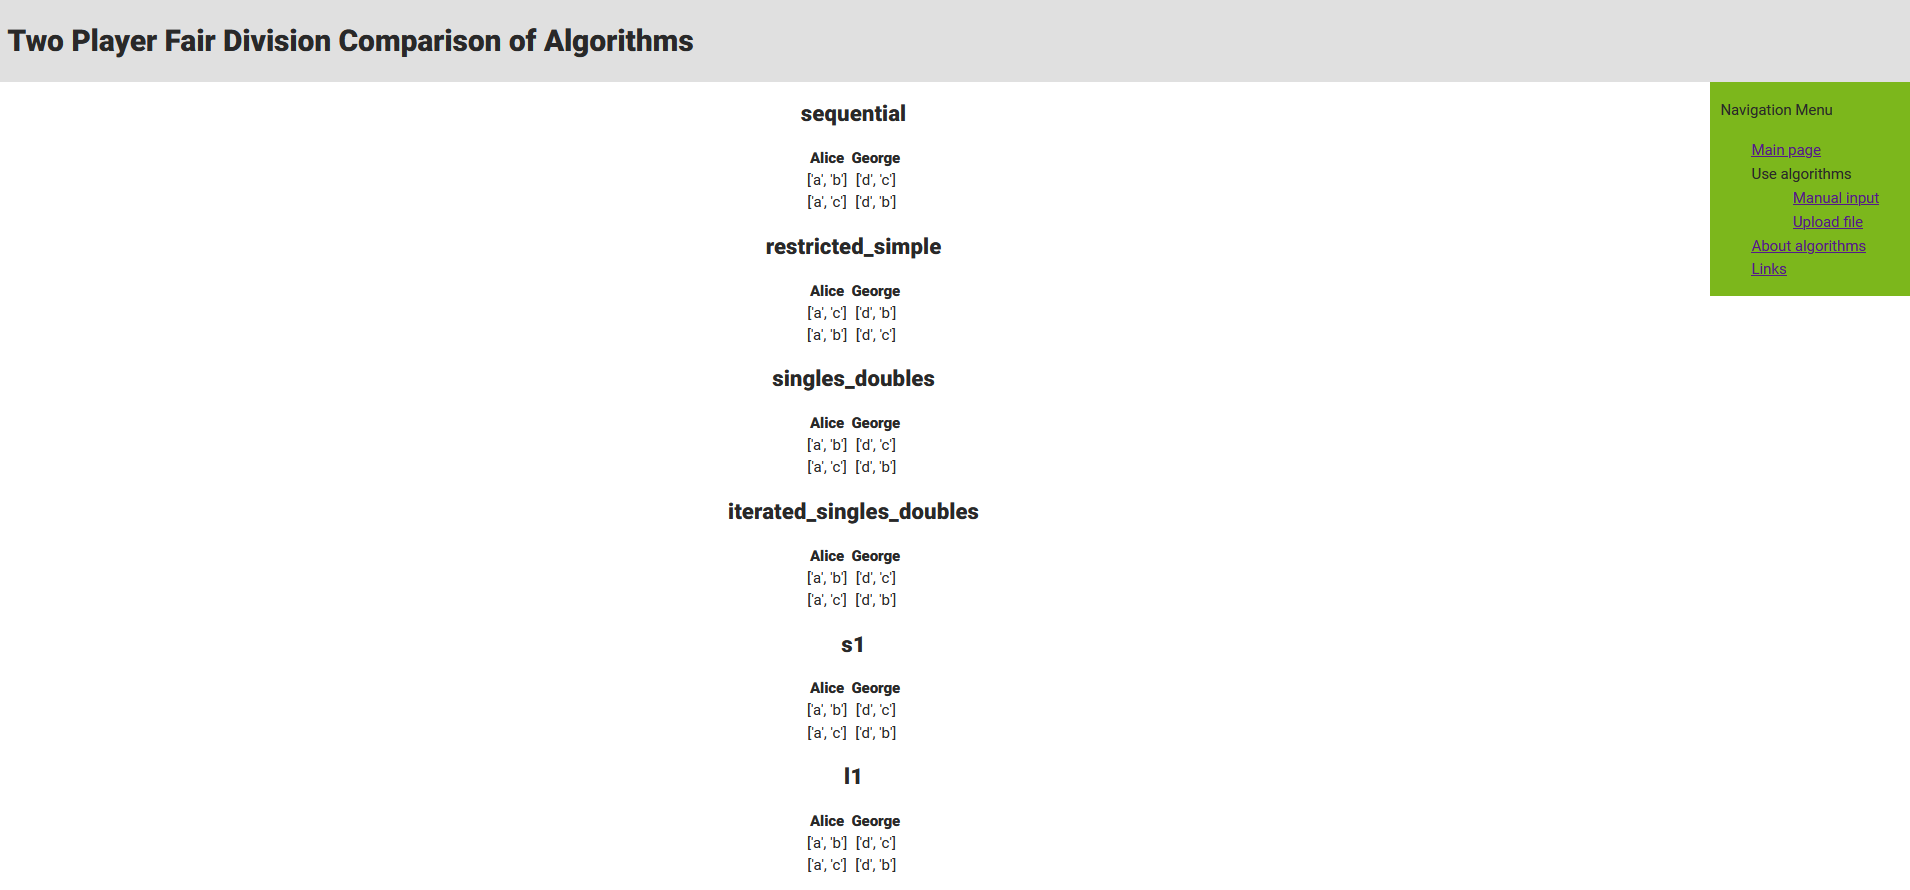 Two Player Fair Division Comparison of Algorithms
sequential
Alice George
['a', 'b'] ['d', 'c']
['a', 'c'] ['d', 'b']
restricted_simple
Alice George
['a', 'c'] ['d', 'b']
['a', 'b'] ['d', 'c']
singles_doubles
Alice George
['a', 'b'] ['d', 'c']
['a', 'c'] ['d', 'b']
iterated_singles_doubles
Alice George
['a', 'b'] ['d', 'c']
['a', 'c'] ['d', 'b']
s1
Alice George
['a', 'b'] ['d', 'c']
['a', 'c'] ['d', 'b']
l1
Alice George
['a', 'b'] ['d', 'c']
['a', 'c'] ['d', 'b']
Navigation Menu
Main page
Use algorithms
Manual input
Upload file
About algorithms
Links